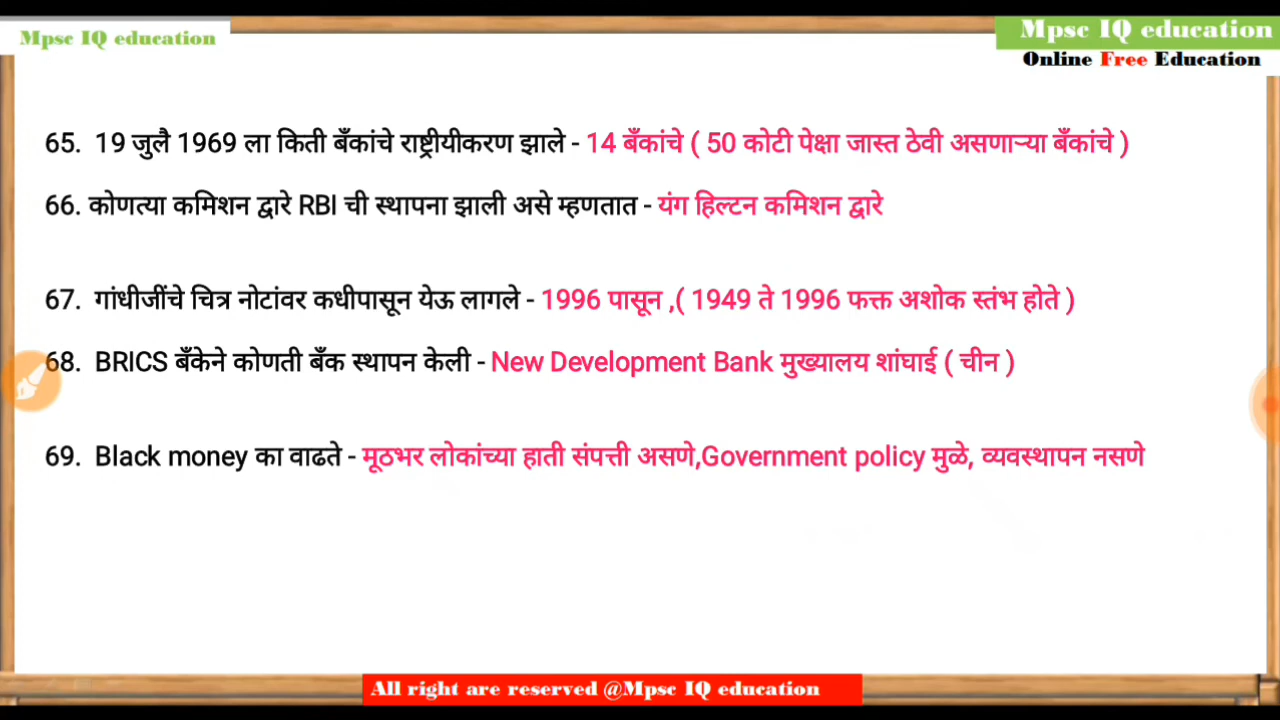 Mpsc IQ education
Mpsc IQ education
Online Free Education
65. 19 जुलै 1969 ला किती बँकांचे राष्ट्रीयीकरण झाले - 14 बँकांचे ( 50 कोटी पेक्षा जास्त ठेवी असणाऱ्या बँकांचे )
66. कोणत्या कमिशन द्वारे RBI ची स्थापना झाली असे म्हणतात - यंग हिल्टन कमिशन द्वारे
67. गांधीजींचे चित्र नोटांवर कधीपासून येऊ लागले - 1996 पासून ,( 1949 ते 1996 फक्त अशोक स्तंभ होते )
68. BRICS बँकेने कोणती बँक स्थापन केली - New Development Bank मुख्यालय शांघाई ( चीन )
69. Black money का वाढते - मूठभर लोकांच्या हाती संपत्ती असणे,Government policy मुळे, व्यवस्थापन नसणे
All right are reserved @Mpsc IQ education